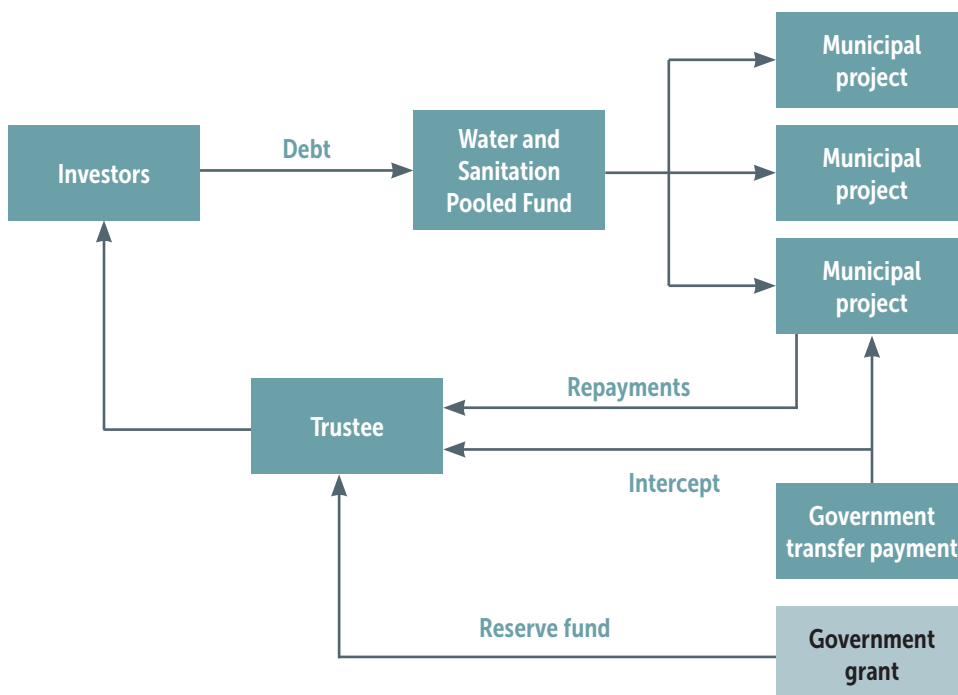 Municipal
project
Investors
Debt
Water and
Sanitation
Pooled Fund
Municipal
project
Municipal
project
Trustee
Repayments
Intercept
Government
transfer payment
Reserve fund
Government
grant